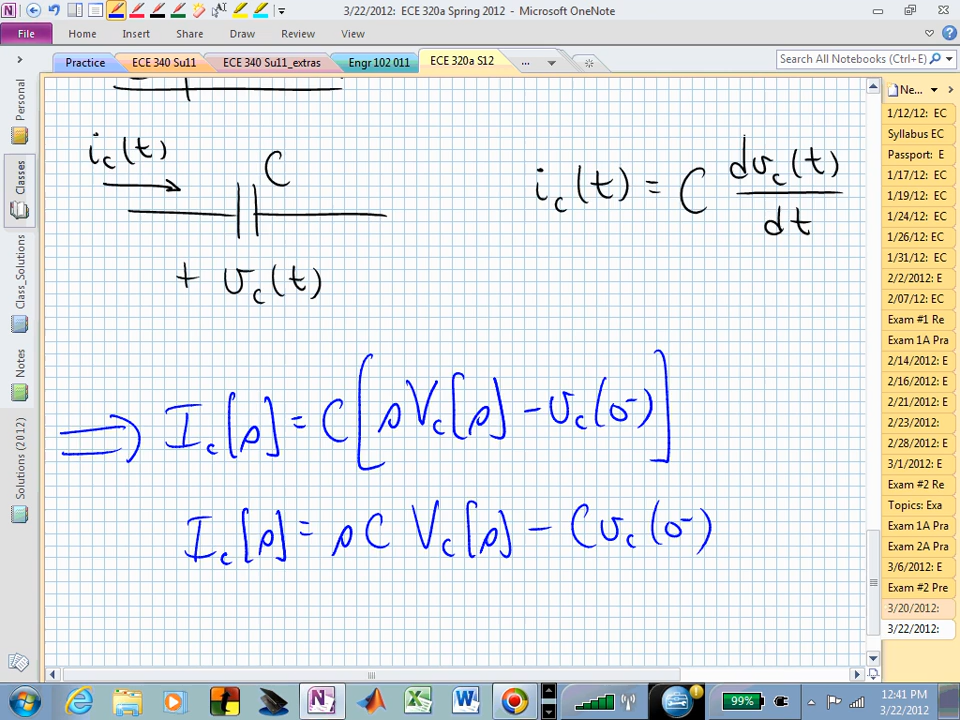 3/22/2012: ECE 320a Spring 2012 - Microsoft OneNote
File Home Insert Share Draw Review View
Practice ECE 340 Su11 ECE 340 Su11_extras Engr 102 011 ECE 320a S12 ... Search All Notebooks (Ctrl+E)
Personal
Classes
Class_Solutions
Notes
Solutions (2012)
i_c(t) C
i_c(t) = C dv_c(t)/dt
+ v_c(t)
⇒ I_c[s] = C[sV_c[s] - v_c(0⁻)]
I_c[s] = sC V_c[s] - Cv_c(0⁻)
Ne...
1/12/12: EC
Syllabus EC
Passport: E
1/17/12: EC
1/19/12: EC
1/24/12: EC
1/26/12: EC
1/31/12: EC
2/2/2012: E
2/07/12: EC
Exam #1 Re
Exam 1A Pra
2/14/2012: E
2/16/2012: E
2/21/2012: E
2/23/2012:
2/28/2012: E
3/1/2012: E
Exam #2 Re
Topics: Exa
Exam 1A Pra
Exam 2A Pra
3/6/2012: E
Exam #2 Pre
3/20/2012:
3/22/2012:
99%
12:41 PM
3/22/2012